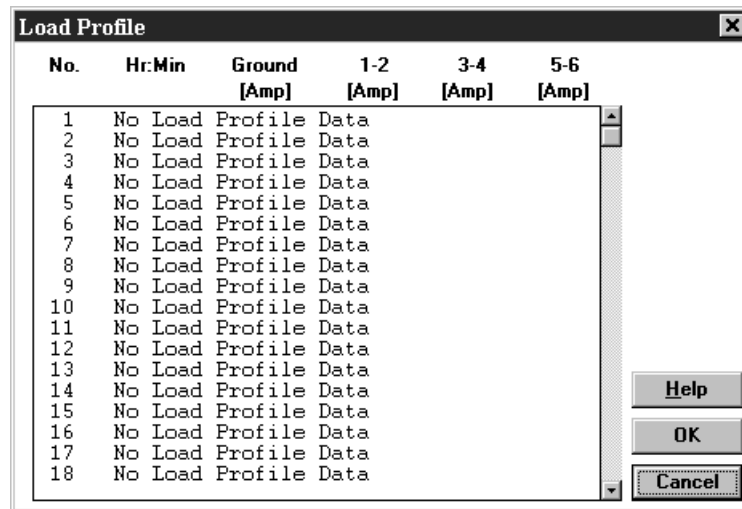 Load Profile
No. Hr:Min Ground 1-2 3-4 5-6
[Amp] [Amp] [Amp] [Amp]
1 No Load Profile Data
2 No Load Profile Data
3 No Load Profile Data
4 No Load Profile Data
5 No Load Profile Data
6 No Load Profile Data
7 No Load Profile Data
8 No Load Profile Data
9 No Load Profile Data
10 No Load Profile Data
11 No Load Profile Data
12 No Load Profile Data
13 No Load Profile Data
14 No Load Profile Data
15 No Load Profile Data
16 No Load Profile Data
17 No Load Profile Data
18 No Load Profile Data
Help
OK
Cancel